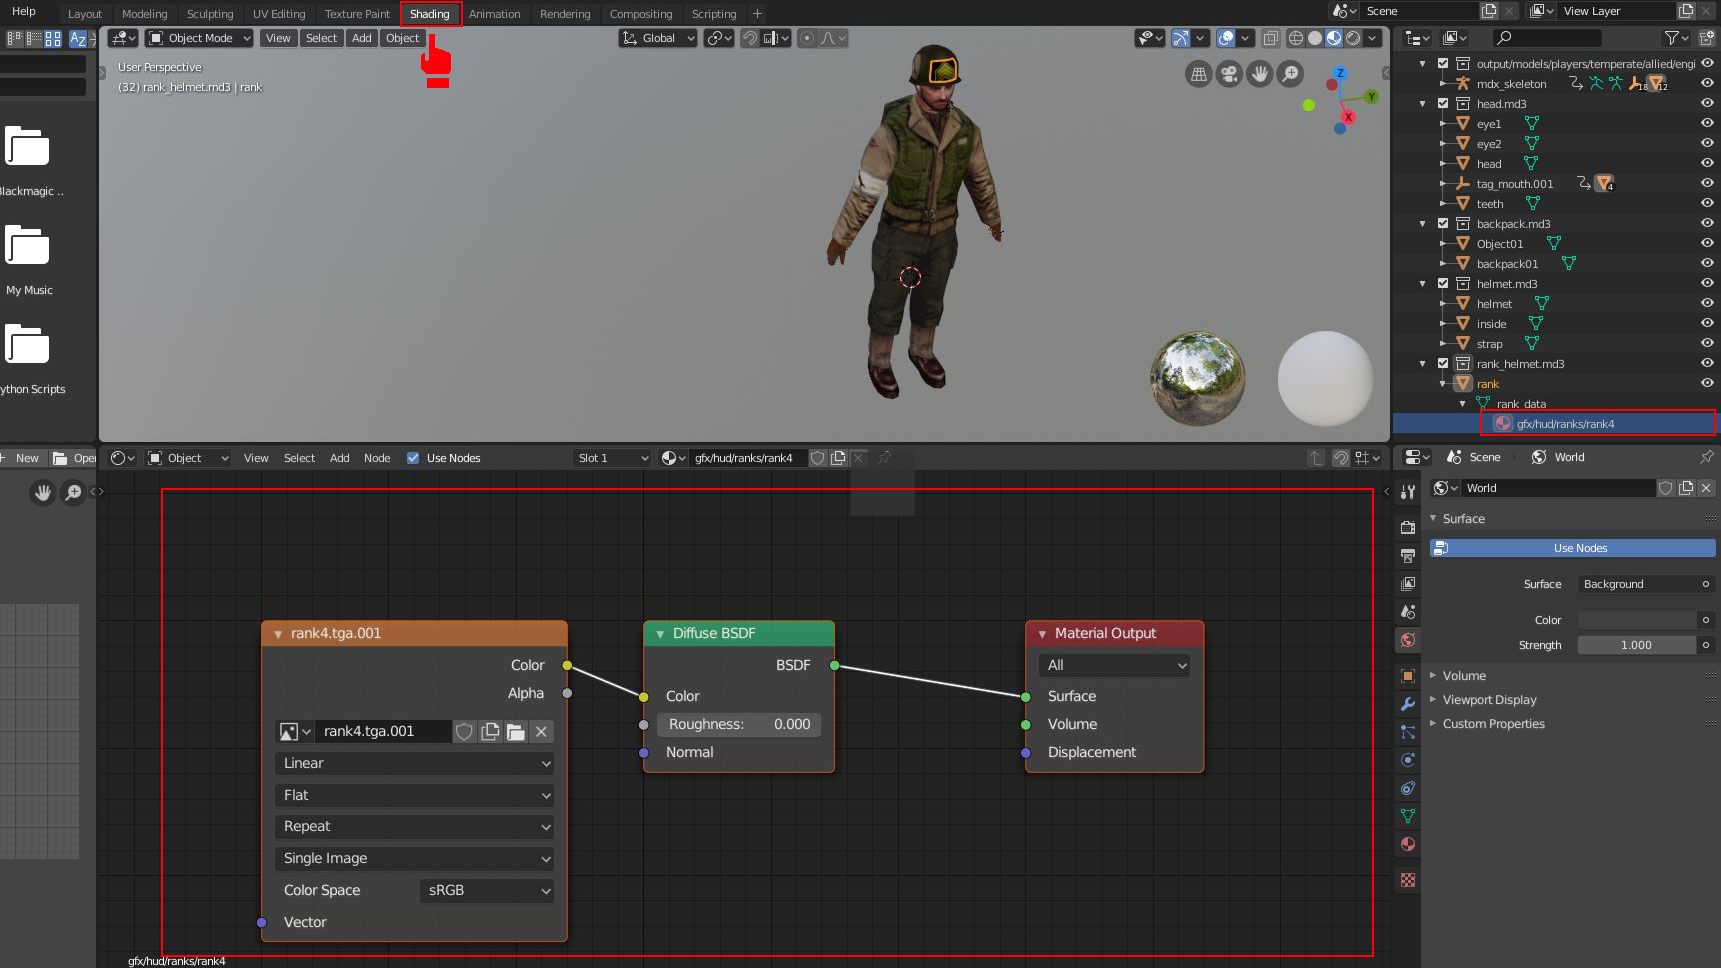 Help Layout Modeling Sculpting UV Editing Texture Paint Shading Animation Rendering Compositing Scripting + Scene View Layer
Object Mode View Select Add Object Global
User Perspective
(32) rank_helmet.md3 | rank
Z
Y
X
Blackmagic ..
My Music
ython Scripts
output/models/players/temperate/allied/engi
mdx_skeleton 18 12
head.md3
eye1
eye2
head
tag_mouth.001 4
teeth
backpack.md3
Object01
backpack01
helmet.md3
helmet
inside
strap
rank_helmet.md3
rank
rank_data
gfx/hud/ranks/rank4
New Open
Object View Select Add Node Use Nodes Slot 1 gfx/hud/ranks/rank4
rank4.tga.001
Color
Alpha
rank4.tga.001
Linear
Flat
Repeat
Single Image
Color Space sRGB
Vector
Diffuse BSDF
BSDF
Color
Roughness: 0.000
Normal
Material Output
All
Surface
Volume
Displacement
gfx/hud/ranks/rank4
Scene World
World
Surface
Use Nodes
Surface Background
Color
Strength 1.000
Volume
Viewport Display
Custom Properties